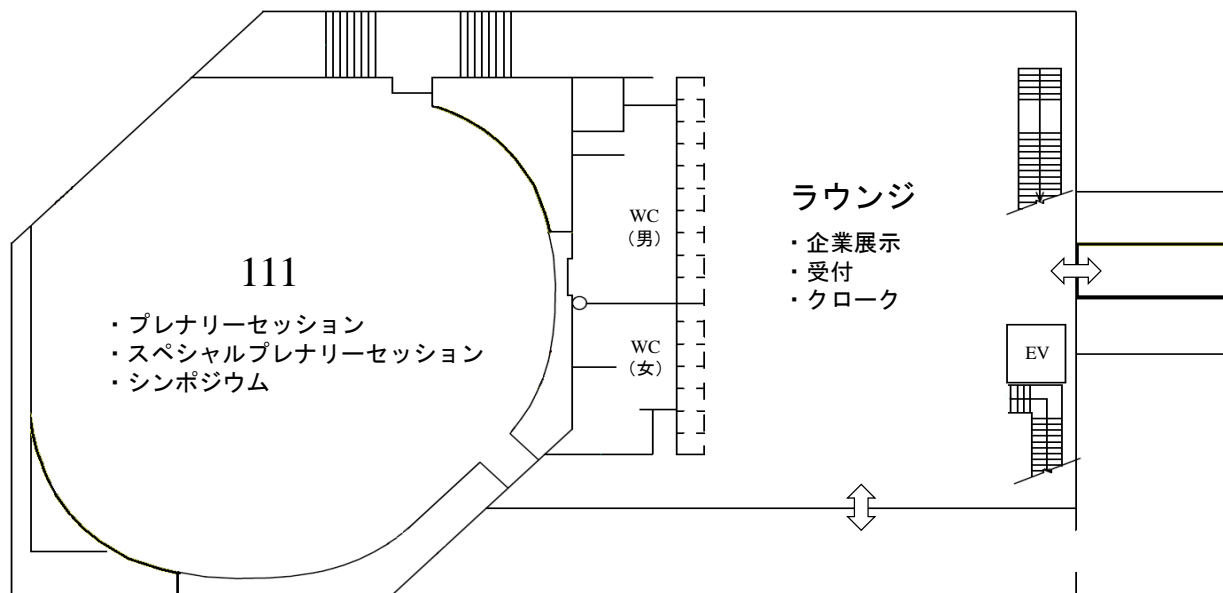 111
・プレナリーセッション
・スペシャルプレナリーセッション
・シンポジウム
WC
（男）
WC
（女）
ラウンジ
・企業展示
・受付
・クローク
EV